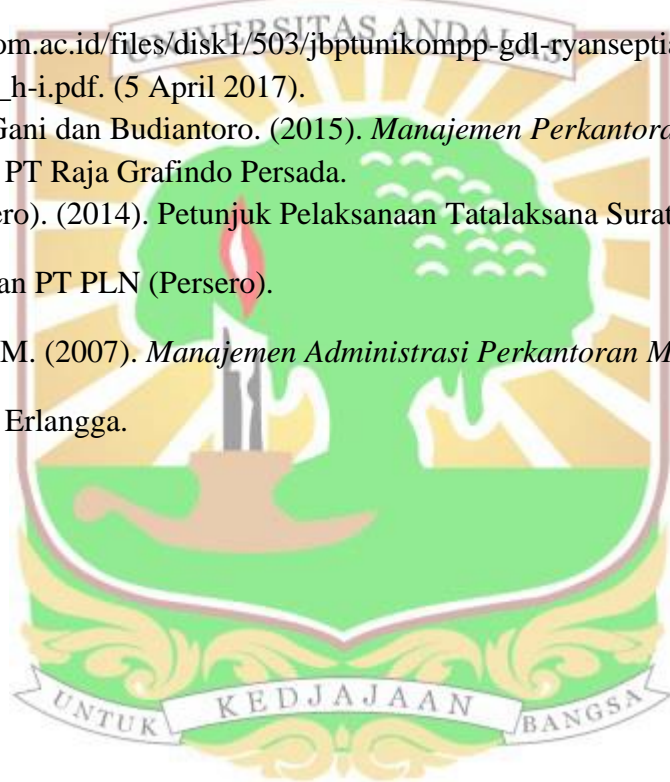 UNIVERSITAS ANDALAS
om.ac.id/files/disk1/503/jbptunikompp-gdl-ryanseptia
_h-i.pdf. (5 April 2017).
Gani dan Budiantoro. (2015). Manajemen Perkantora
PT Raja Grafindo Persada.
ero). (2014). Petunjuk Pelaksanaan Tatalaksana Surat
an PT PLN (Persero).
M. (2007). Manajemen Administrasi Perkantoran M
Erlangga.
UNTUK KEDJAJAAN BANGSA